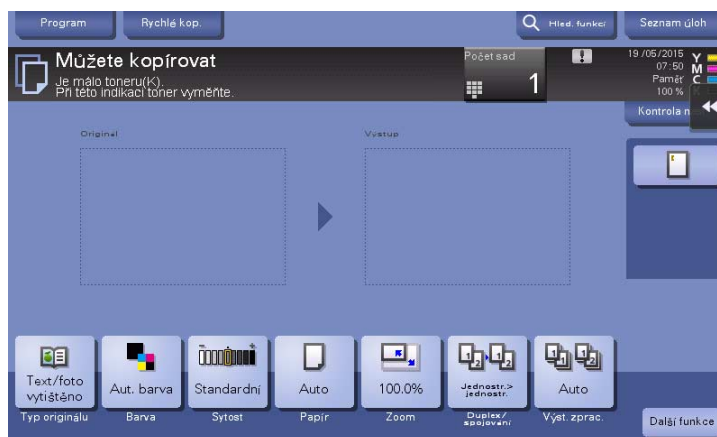 Program
Rychlé kop.
Hled. funkcí
Seznam úloh
Můžete kopírovat
Je málo toneru(K).
Při této indikaci toner vyměňte.
Počet sad
1
19/05/2015
07:50
Paměť
100 %
Y
M
C
K
Kontrola
Originál
Výstup
Text/foto
vytištěno
Aut. barva
Standardní
Auto
100.0%
Jednostr.>
jednostr.
Auto
Typ originálu
Barva
Sytost
Papír
Zoom
Duplex/
spojování
Výst. zprac.
Další funkce